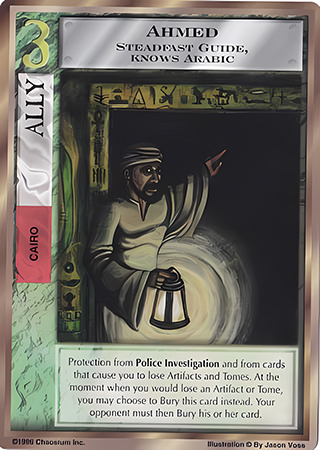 3
AHMED
STEADFAST GUIDE,
KNOWS ARABIC
ALLY
CAIRO
Protection from Police Investigation and from cards
that cause you to lose Artifacts and Tomes. At the
moment when you would lose an Artifact or Tome,
you may choose to Bury this card instead. Your
opponent must then Bury his or her card.
©1996 Chaosium Inc.
Illustration © By Jason Voss